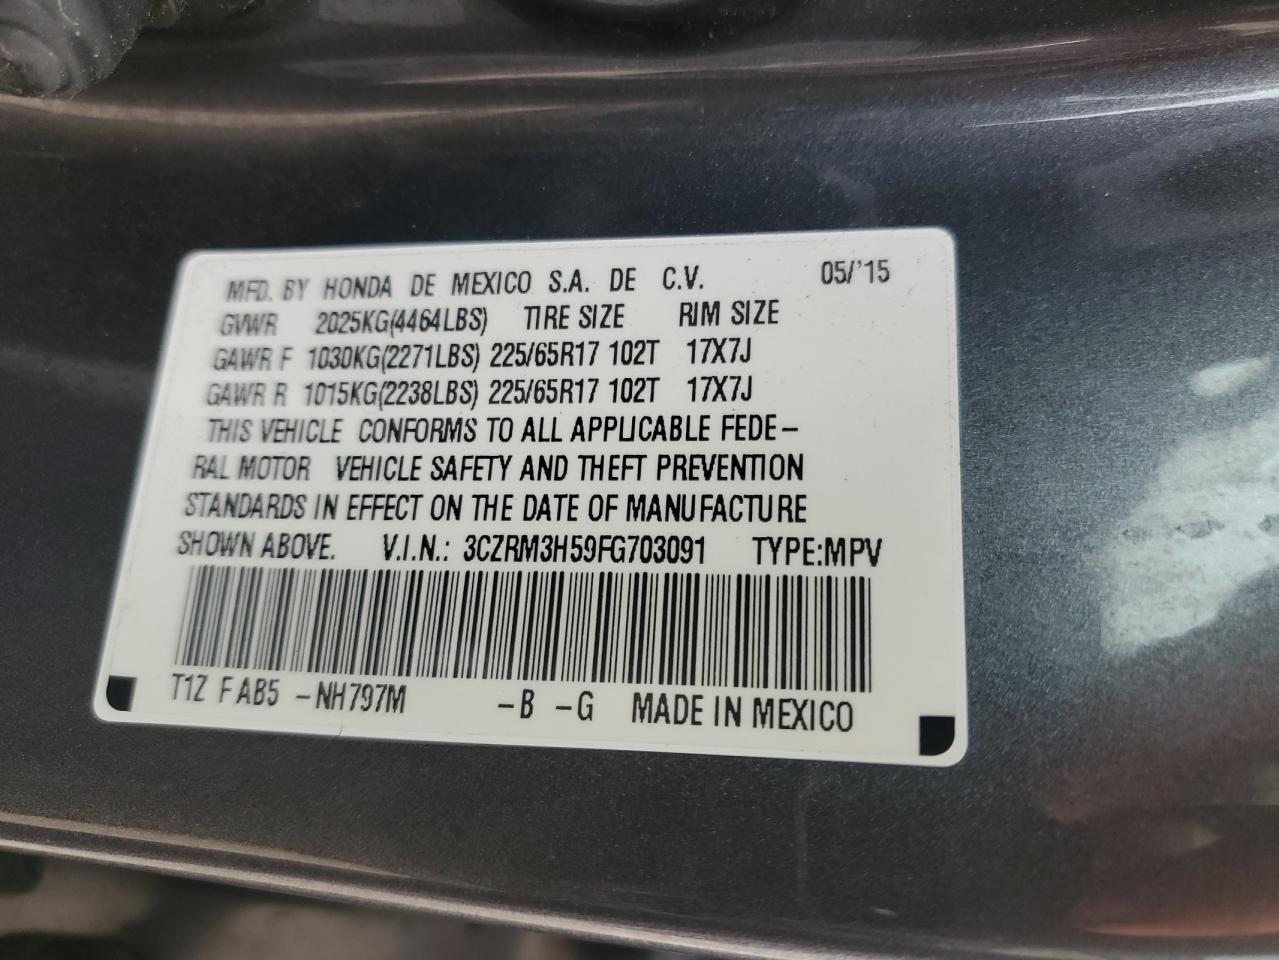 MFD. BY HONDA DE MEXICO S.A. DE C.V. 05/'15
GVWR 2025KG(4464LBS) TIRE SIZE RIM SIZE
GAWR F 1030KG(2271LBS) 225/65R17 102T 17X7J
GAWR R 1015KG(2238LBS) 225/65R17 102T 17X7J
THIS VEHICLE CONFORMS TO ALL APPLICABLE FEDE-
RAL MOTOR VEHICLE SAFETY AND THEFT PREVENTION
STANDARDS IN EFFECT ON THE DATE OF MANUFACTURE
SHOWN ABOVE. V.I.N.: 3CZRM3H59FG703091 TYPE:MPV
T1Z FAB5 -NH797M -B -G MADE IN MEXICO